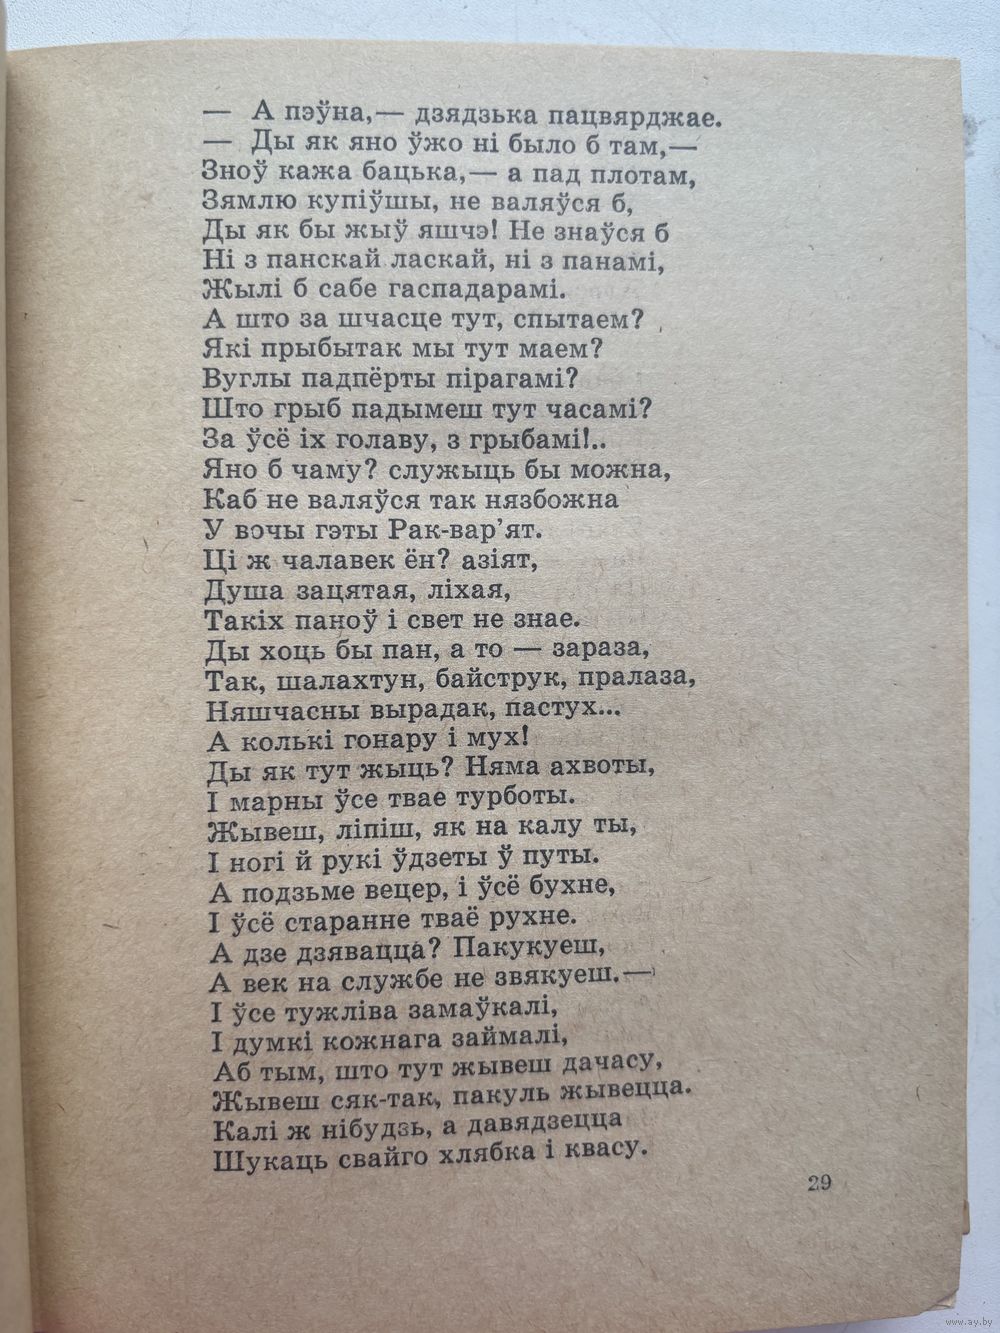 — А пэўна,— дзядзька пацвярджае.
— Ды як яно ўжо ні было б там,—
Зноў кажа бацька,— а пад плотам,
Зямлю купіўшы, не валяўся б,
Ды як бы жыў яшчэ! Не знаўся б
Ні з панскай ласкай, ні з панамі,
Жылі б сабе гаспадарамі.
А што за шчасце тут, спытаем?
Які прыбытак мы тут маем?
Вуглы падпёрты пірагамі?
Што грыб падымеш тут часамі?
За ўсё іх голаву, з грыбамі!..
Яно б чаму? служыць бы можна,
Каб не валяўся так нязбожна
У вочы гэты Рак-вар’ят.
Ці ж чалавек ён? азіят,
Душа зацятая, ліхая,
Такіх паноў і свет не знае.
Ды хоць бы пан, а то — зараза,
Так, шалахтун, байструк, пралаза,
Няшчасны вырадак, пастух...
А колькі гонару і мух!
Ды як тут жыць? Няма ахвоты,
І марны ўсе твае турботы.
Жывеш, ліпіш, як на калу ты,
І ногі й рукі ўдзеты ў путы.
А подзьме вецер, і ўсё бухне,
І ўсё старанне тваё рухне.
А дзе дзявацца? Пакукуеш,
А век на службе не звякуеш.—
І ўсе тужліва замаўкалі,
І думкі кожнага займалі,
Аб тым, што тут жывеш дачасу,
Жывеш сяк-так, пакуль жывецца.
Калі ж нібудзь, а давядзецца
Шукаць свайго хлябка і квасу.
29
www.ay.by